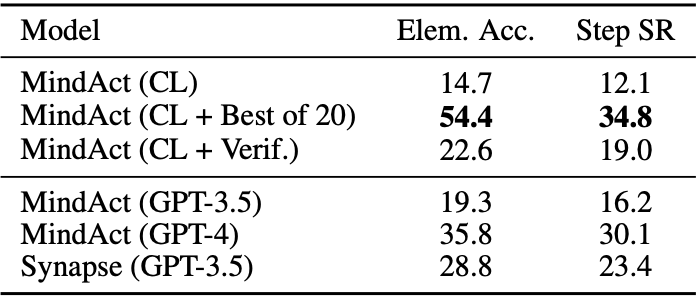 Model Elem. Acc. Step SR
MindAct (CL) 14.7 12.1
MindAct (CL + Best of 20) 54.4 34.8
MindAct (CL + Verif.) 22.6 19.0
MindAct (GPT-3.5) 19.3 16.2
MindAct (GPT-4) 35.8 30.1
Synapse (GPT-3.5) 28.8 23.4